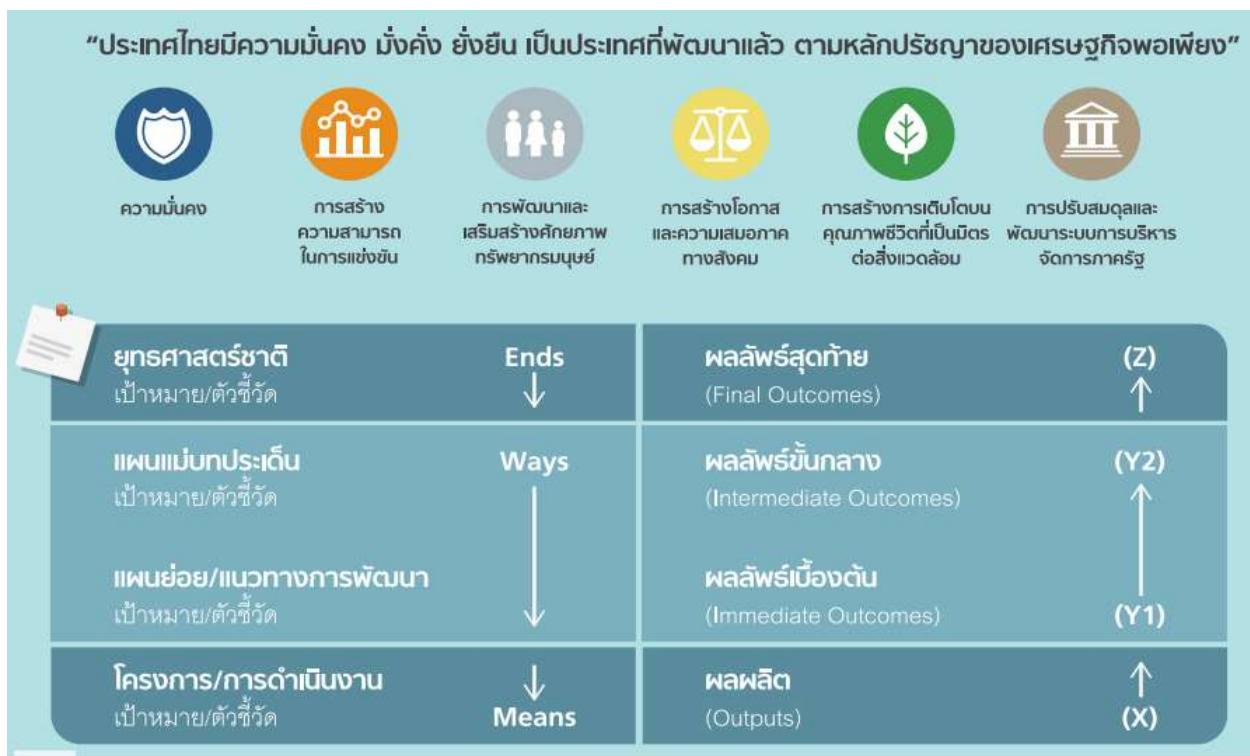 “ประเทศไทยมีความมั่นคง มั่งคั่ง ยั่งยืน เป็นประเทศที่พัฒนาแล้ว ตามหลักปรัชญาของเศรษฐกิจพอเพียง”
ความมั่นคง
การสร้าง
ความสามารถ
ในการแข่งขัน
การพัฒนาและ
เสริมสร้างศักยภาพ
ทรัพยากรมนุษย์
การสร้างโอกาส
และความเสมอภาค
ทางสังคม
การสร้างการเติบโตบน
คุณภาพชีวิตที่เป็นมิตร
ต่อสิ่งแวดล้อม
การปรับสมดุลและ
พัฒนาระบบการบริหาร
จัดการภาครัฐ
ยุทธศาสตร์ชาติ Ends ผลลัพธ์สุดท้าย (Z)
เป้าหมาย/ตัวชี้วัด (Final Outcomes)
แผนแม่บทประเด็น Ways ผลลัพธ์ขั้นกลาง (Y2)
เป้าหมาย/ตัวชี้วัด (Intermediate Outcomes)
แผนย่อย/แนวทางการพัฒนา ผลลัพธ์เบื้องต้น
เป้าหมาย/ตัวชี้วัด (Immediate Outcomes) (Y1)
โครงการ/การดำเนินงาน ผลผลิต
เป้าหมาย/ตัวชี้วัด Means (Outputs) (X)